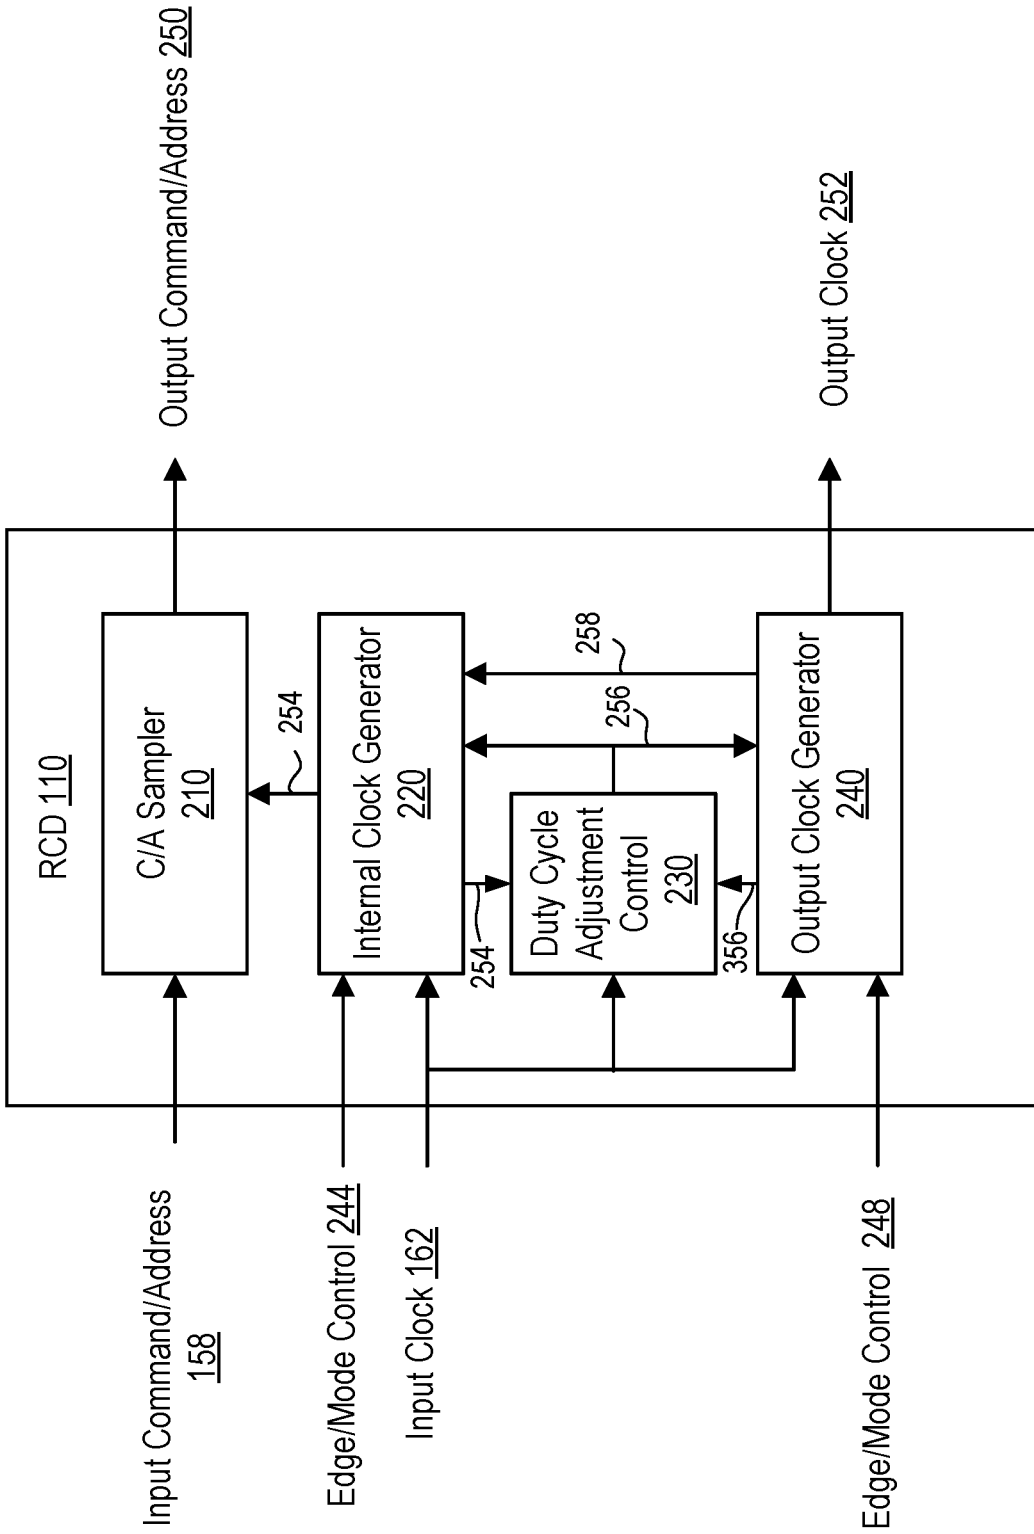 RCD 110
Input Command/Address
158
C/A Sampler
210
Output Command/Address 250
254
Edge/Mode Control 244
Internal Clock Generator
220
Input Clock 162
254
258
256
Duty Cycle
Adjustment
Control
230
356
Output Clock Generator
240
Output Clock 252
Edge/Mode Control 248